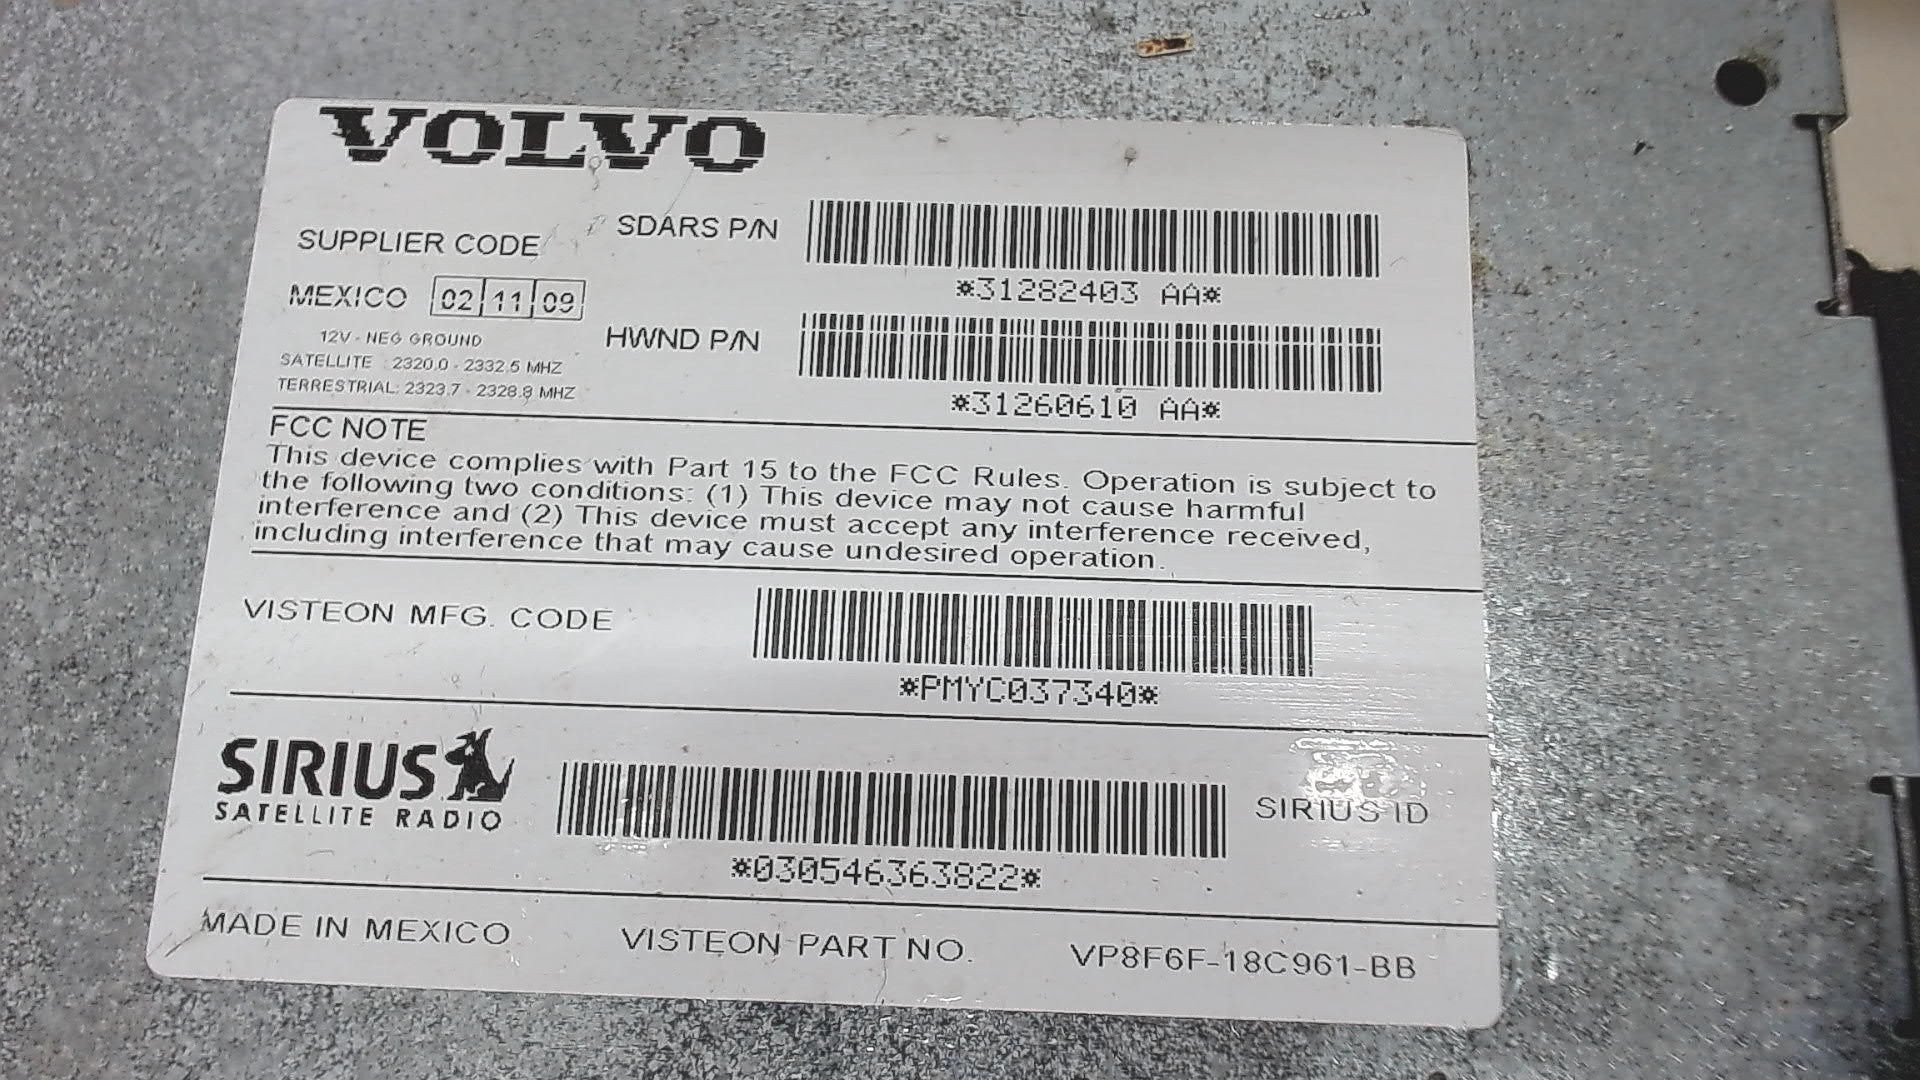 VOLVO
SUPPLIER CODE
SDARS P/N
*31282403 AA*
MEXICO 02 11 09
12V - NEG GROUND
HWND P/N
SATELLITE : 2320.0 - 2332.5 MHZ
TERRESTRIAL: 2323.7 - 2328.8 MHZ
*31260610 AA*
FCC NOTE
This device complies with Part 15 to the FCC Rules. Operation is subject to
the following two conditions: (1) This device may not cause harmful
interference and (2) This device must accept any interference received,
including interference that may cause undesired operation.
VISTEON MFG. CODE
*PMYC037340*
SIRIUS
SATELLITE RADIO
SIRIUS ID
*030546363822*
MADE IN MEXICO VISTEON PART NO. VP8F6F-18C961-BB